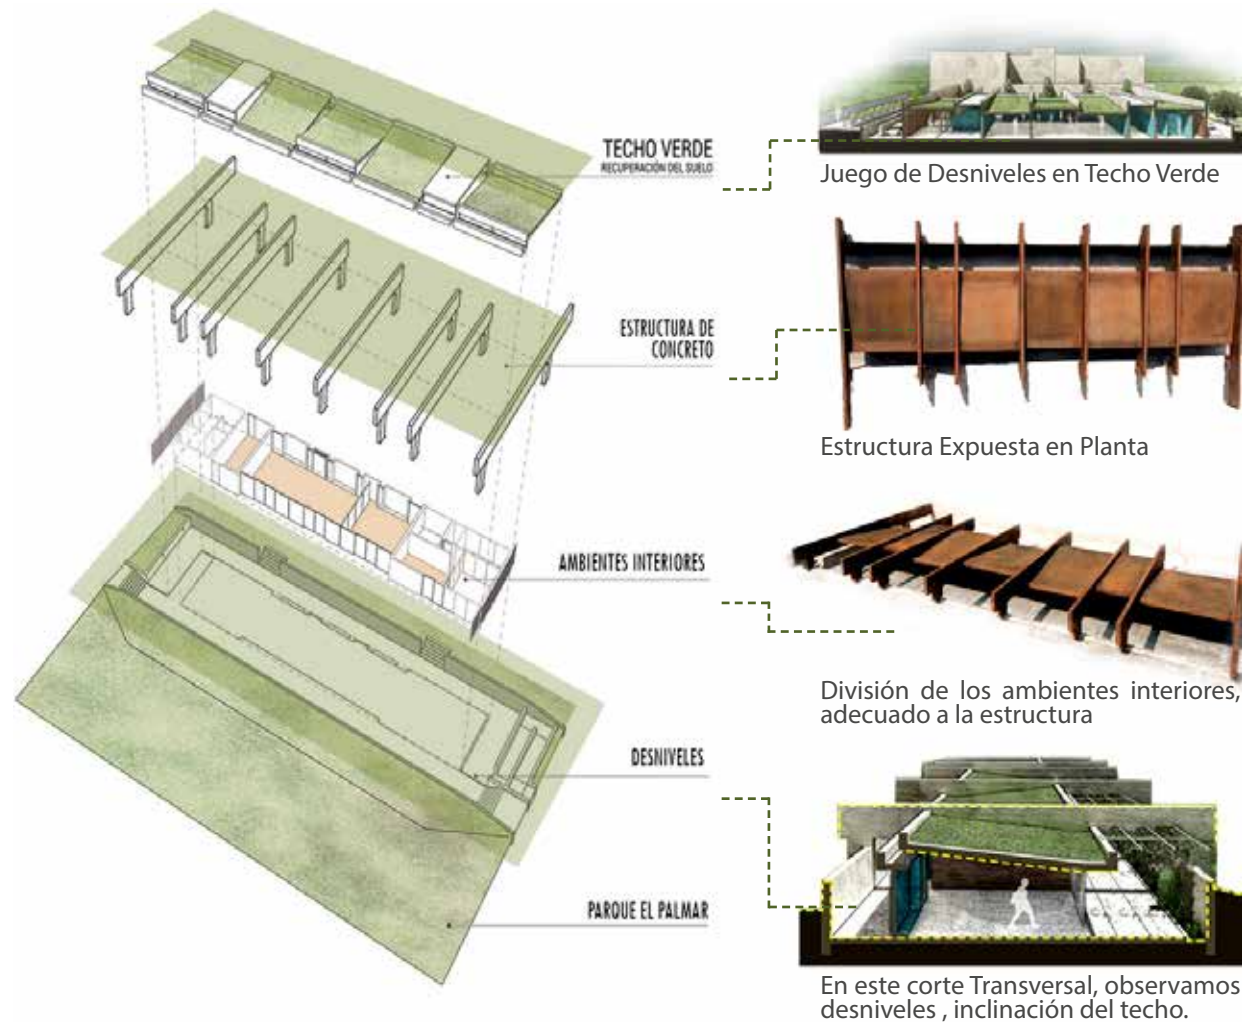 TECHO VERDE
RECUPERACIÓN DEL SUELO
ESTRUCTURA DE
CONCRETO
AMBIENTES INTERIORES
DESNIVELES
PARQUE EL PALMAR
Juego de Desniveles en Techo Verde
Estructura Expuesta en Planta
División de los ambientes interiores,
adecuado a la estructura
En este corte Transversal, observamos
desniveles , inclinación del techo.